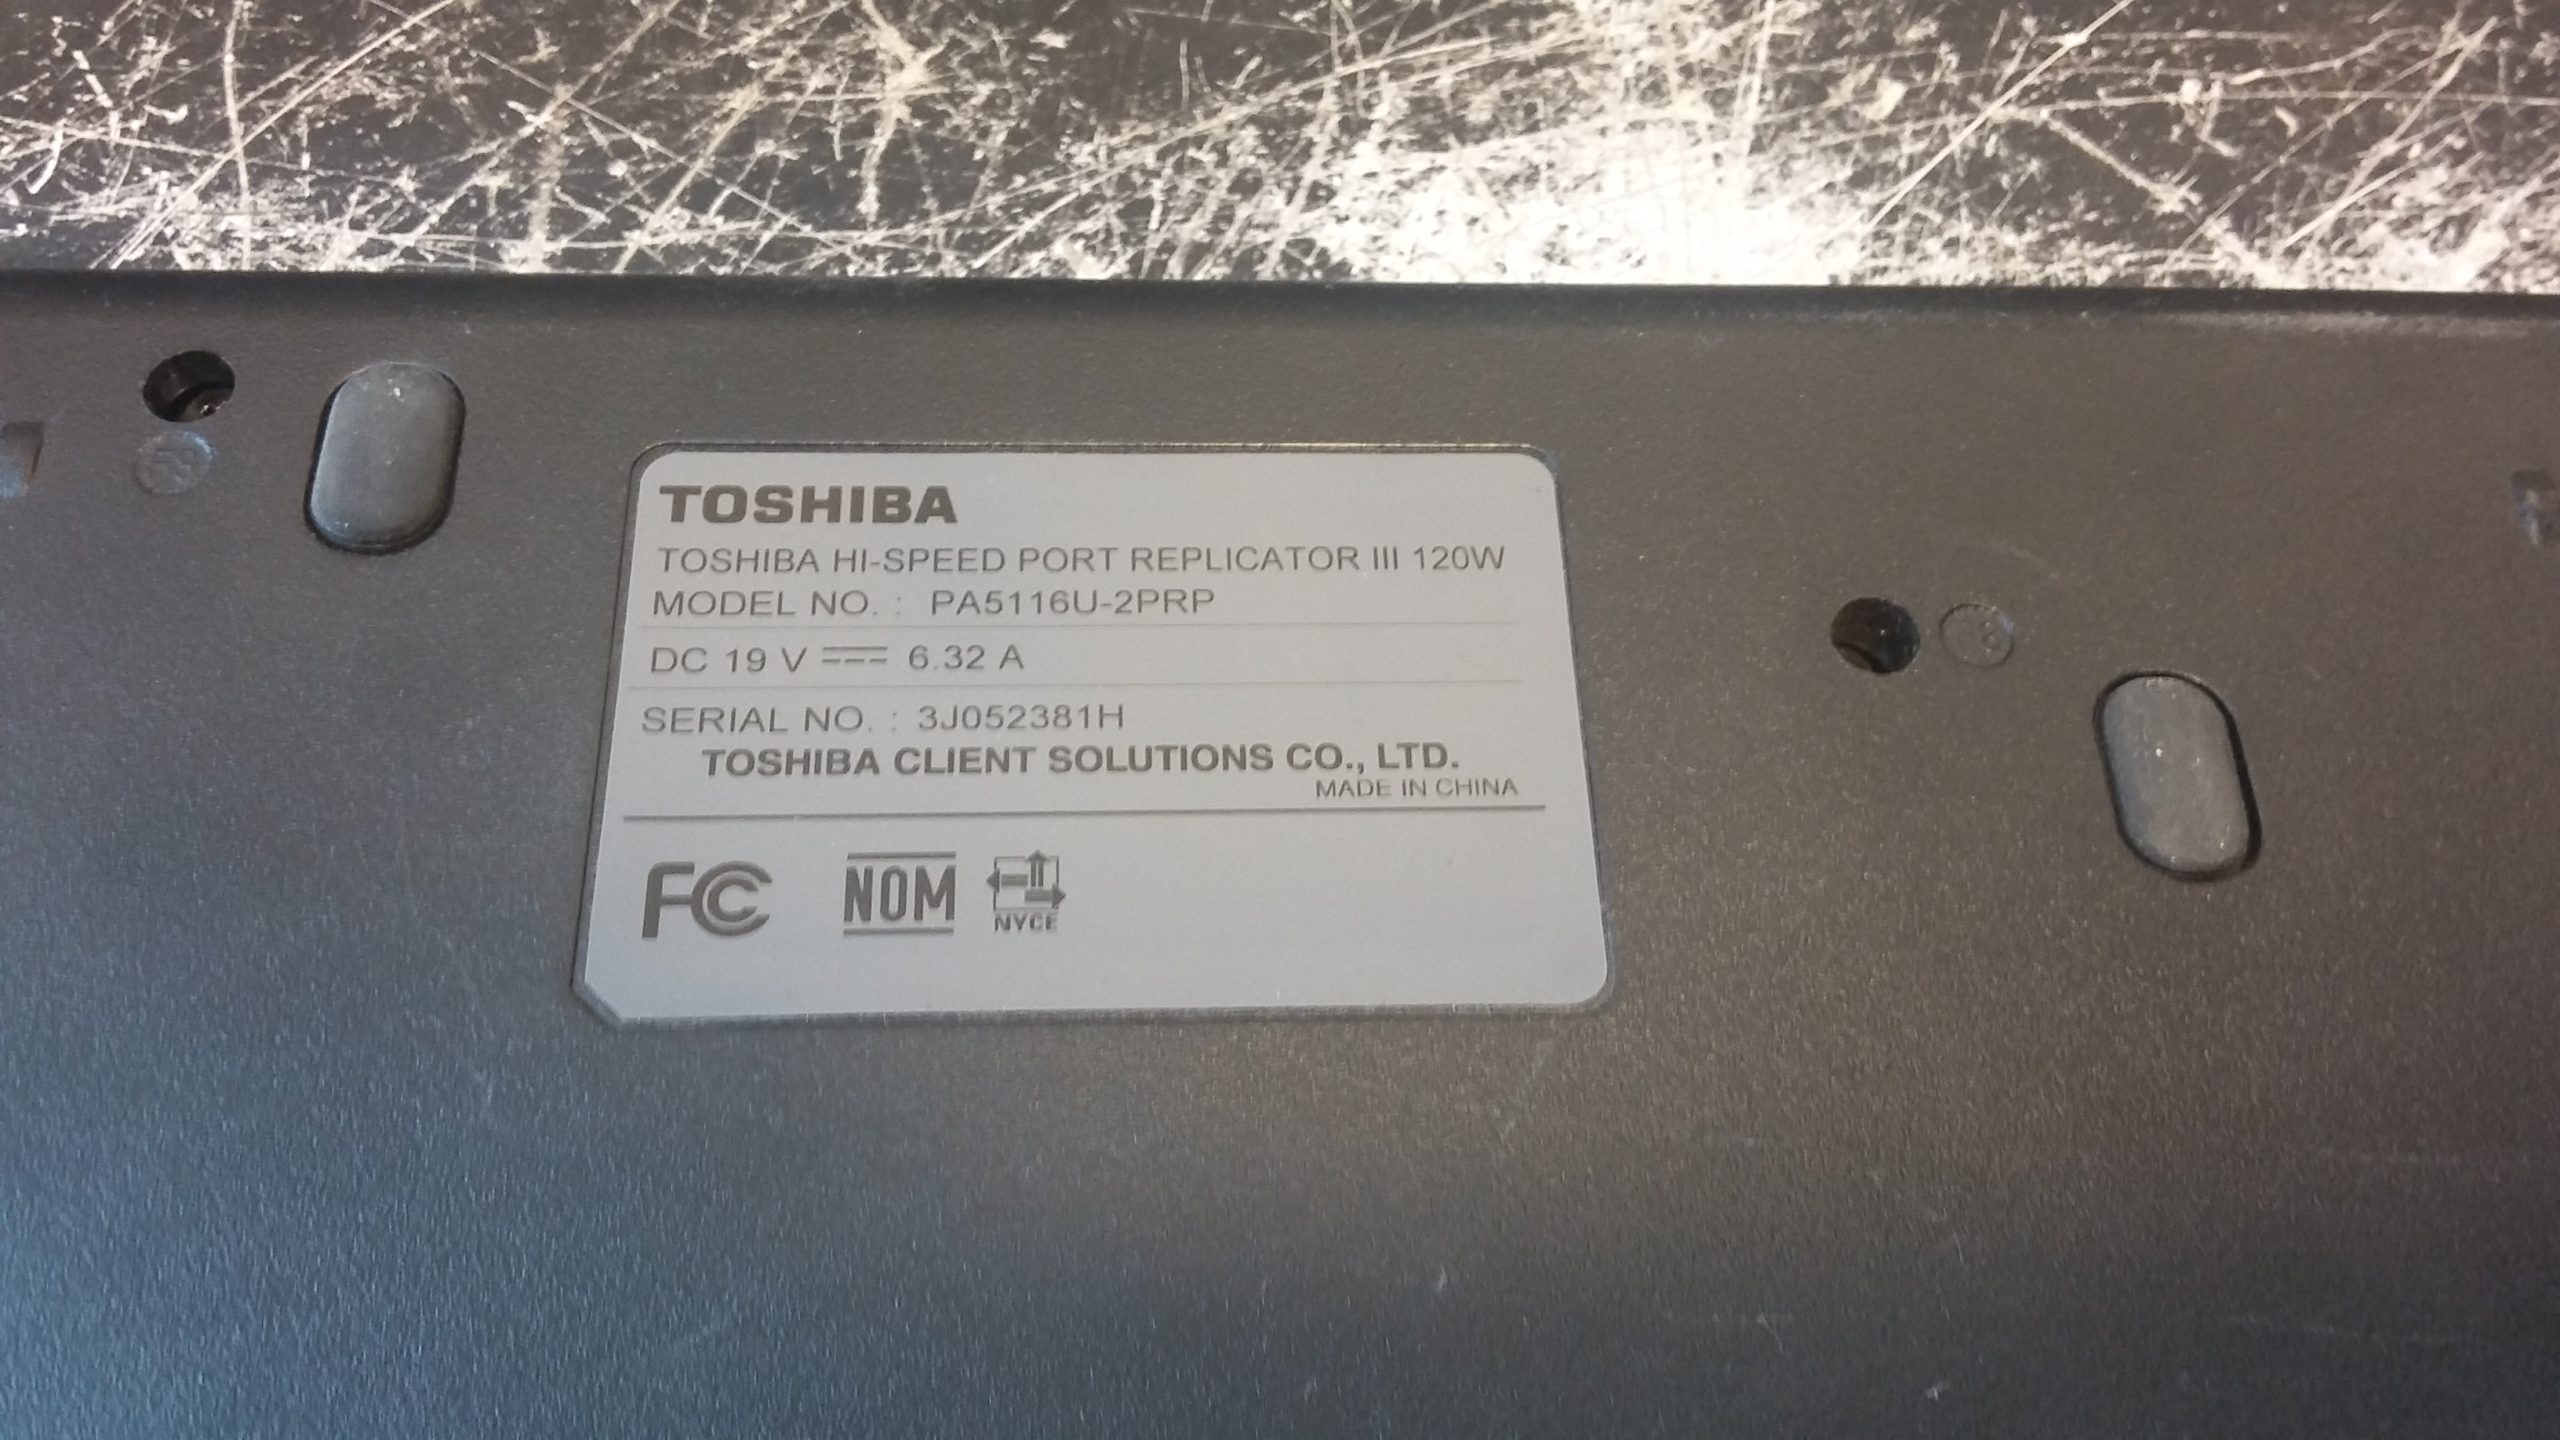 TOSHIBA
TOSHIBA HI-SPEED PORT REPLICATOR III 120W
MODEL NO. : PA5116U-2PRP
DC 19 V ⎓ 6.32 A
SERIAL NO. : 3J052381H
TOSHIBA CLIENT SOLUTIONS CO., LTD.
MADE IN CHINA
FC NOM NYCE